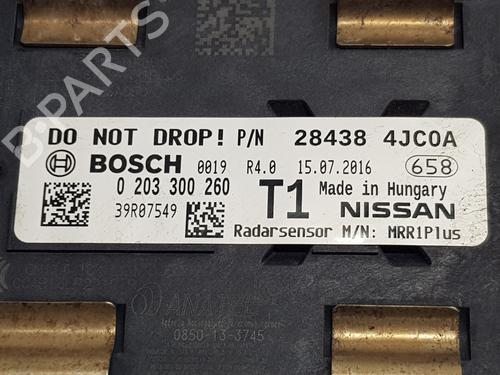 DO NOT DROP! P/N 28438 4JC0A
BOSCH 0019 R4.0 15.07.2016 658
0 203 300 260 T1 Made in Hungary
39R07549 NISSAN
Radarsensor M/N: MRR1Plus
ANATEL
0850-13-3745
B-PARTS